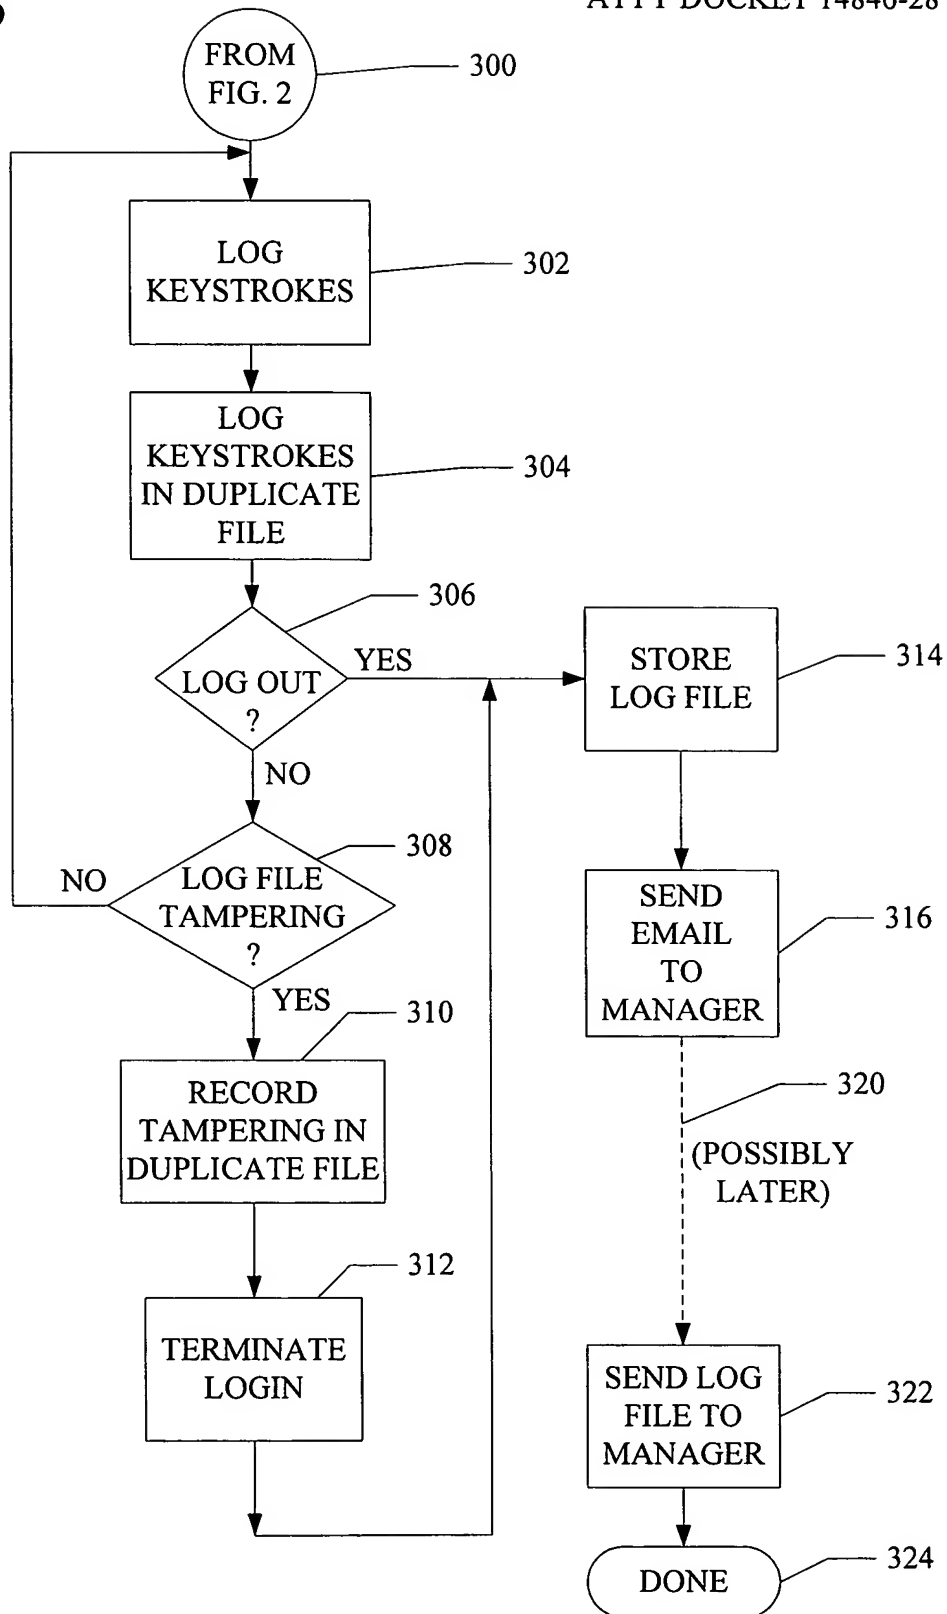 FROM
FIG. 2
300
LOG
KEYSTROKES
302
LOG
KEYSTROKES
IN DUPLICATE
FILE
304
306
LOG OUT
?
YES
NO
308
LOG FILE
TAMPERING
?
NO
YES
310
RECORD
TAMPERING IN
DUPLICATE FILE
312
TERMINATE
LOGIN
STORE
LOG FILE
314
SEND
EMAIL
TO
MANAGER
316
320
(POSSIBLY
LATER)
SEND LOG
FILE TO
MANAGER
322
DONE
324